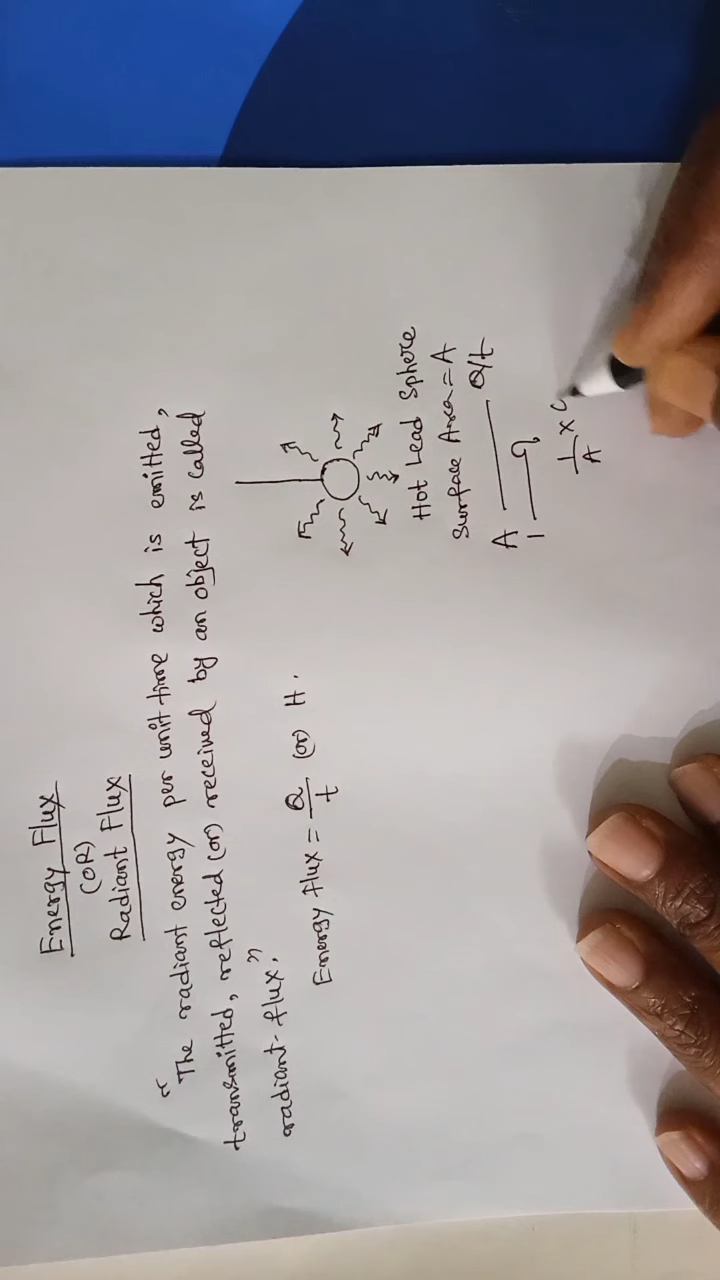 Energy Flux
(OR)
Radiant Flux
"The radiant energy per unit time which is emitted,
transmitted, reflected (or) received by an object is called
radiant-flux."
Energy flux = Q/t (or) H.
Hot Lead Sphere
Surface Area = A
A — Q/t
1 — q
1/A ×